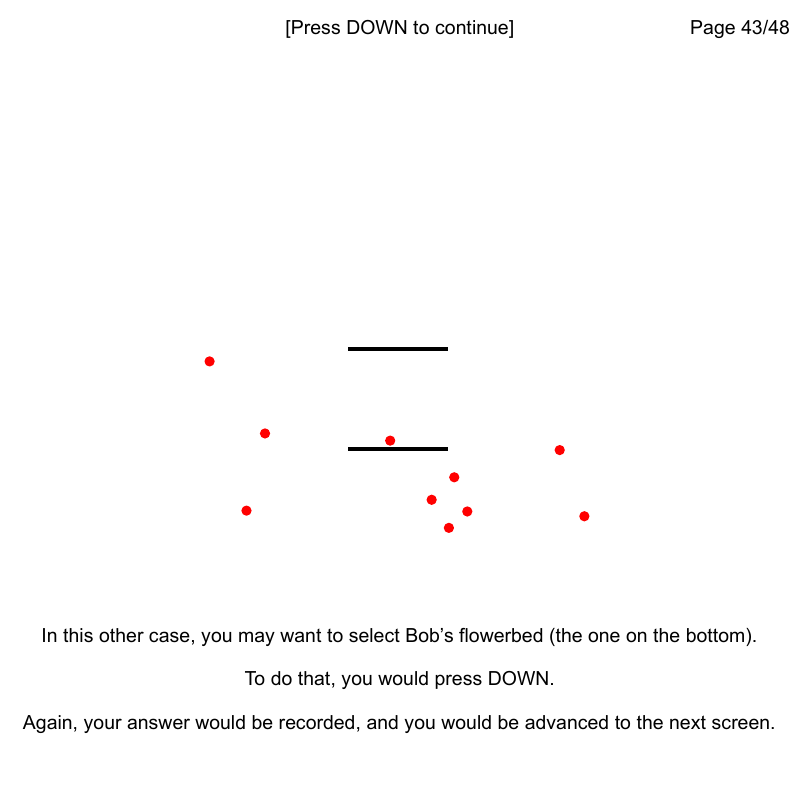 [Press DOWN to continue]
Page 43/48
In this other case, you may want to select Bob’s flowerbed (the one on the bottom).
To do that, you would press DOWN.
Again, your answer would be recorded, and you would be advanced to the next screen.